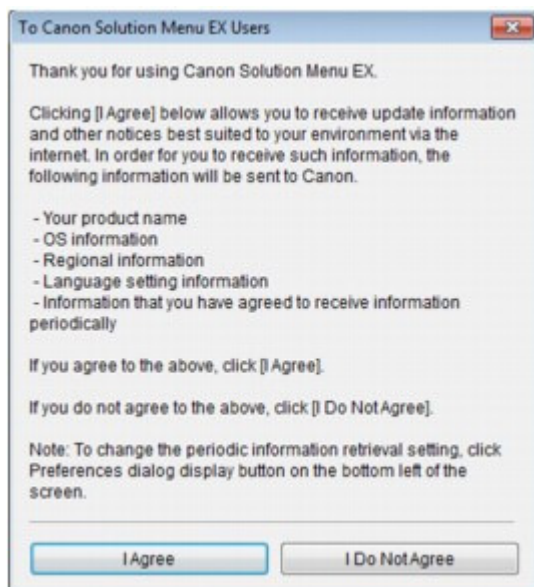 To Canon Solution Menu EX Users
Thank you for using Canon Solution Menu EX.
Clicking [I Agree] below allows you to receive update information
and other notices best suited to your environment via the
internet. In order for you to receive such information, the
following information will be sent to Canon.
- Your product name
- OS information
- Regional information
- Language setting information
- Information that you have agreed to receive information
periodically
If you agree to the above, click [I Agree].
If you do not agree to the above, click [I Do Not Agree].
Note: To change the periodic information retrieval setting, click
Preferences dialog display button on the bottom left of the
screen.
I Agree
I Do Not Agree